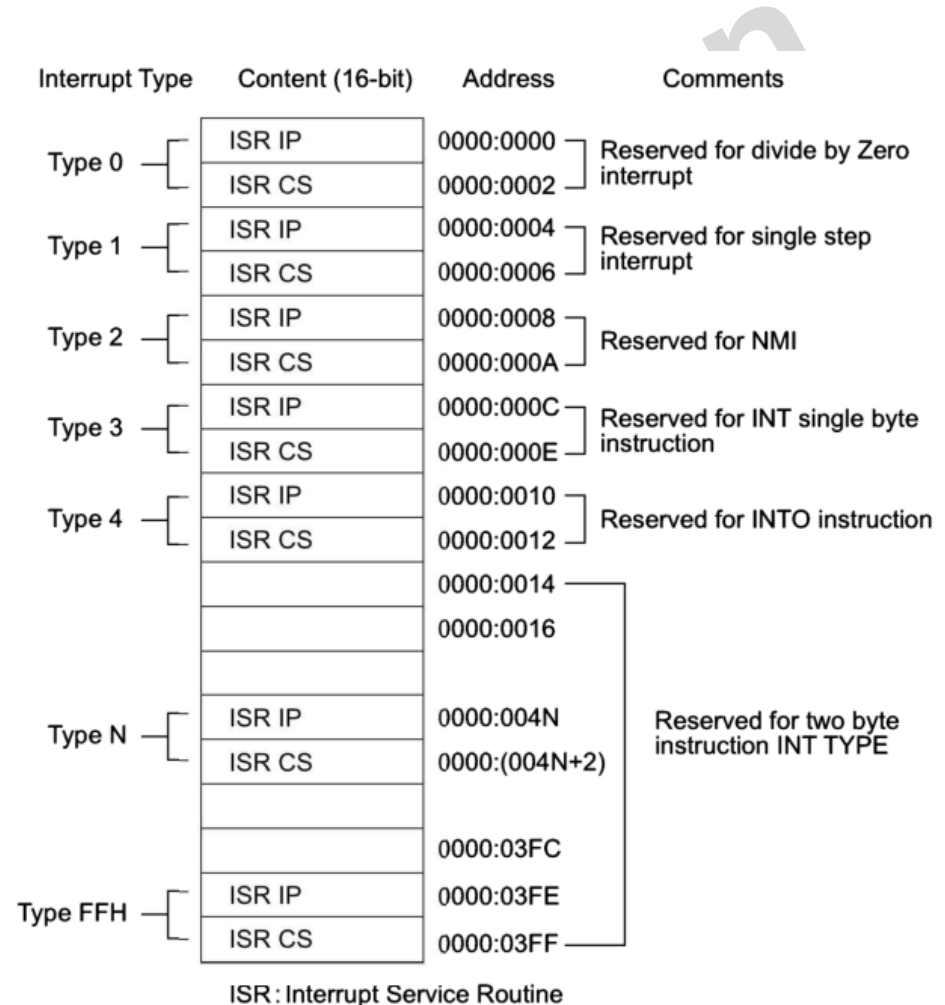 Interrupt Type Content (16-bit) Address Comments
Type 0
ISR IP 0000:0000
ISR CS 0000:0002
Reserved for divide by Zero
interrupt
Type 1
ISR IP 0000:0004
ISR CS 0000:0006
Reserved for single step
interrupt
Type 2
ISR IP 0000:0008
ISR CS 0000:000A
Reserved for NMI
Type 3
ISR IP 0000:000C
ISR CS 0000:000E
Reserved for INT single byte
instruction
Type 4
ISR IP 0000:0010
ISR CS 0000:0012
Reserved for INTO instruction
0000:0014
0000:0016
Type N
ISR IP 0000:004N
ISR CS 0000:(004N+2)
Reserved for two byte
instruction INT TYPE
0000:03FC
Type FFH
ISR IP 0000:03FE
ISR CS 0000:03FF
ISR : Interrupt Service Routine